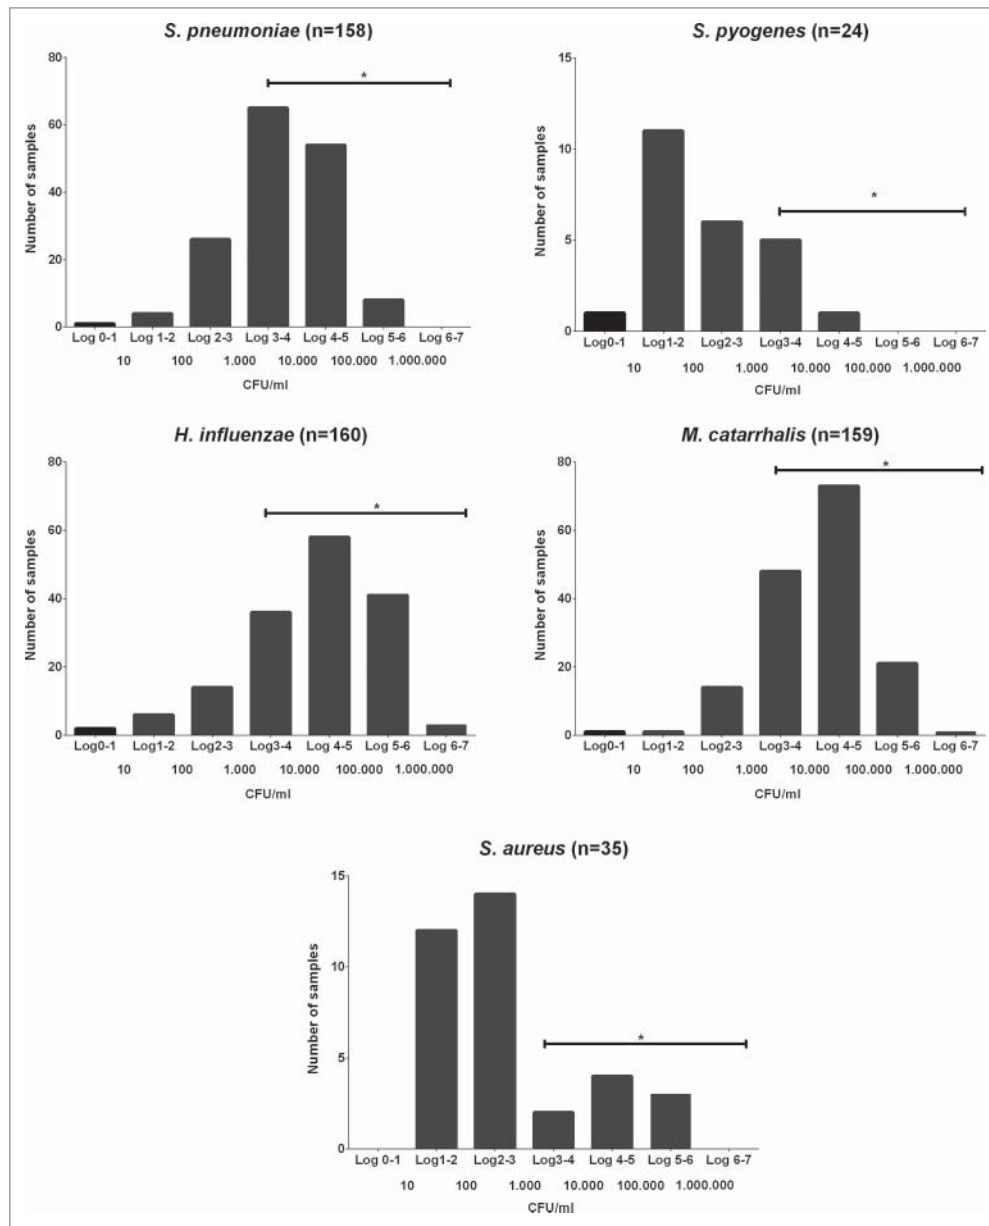 S. pneumoniae (n=158)
80
60
40
20
0
Number of samples
*
Log 0-1 Log 1-2 Log 2-3 Log 3-4 Log 4-5 Log 5-6 Log 6-7
10 100 1.000 10.000 100.000 1.000.000
CFU/ml
S. pyogenes (n=24)
15
10
5
0
Number of samples
*
Log0-1 Log1-2 Log 2-3 Log3-4 Log 4-5 Log5-6 Log 6-7
10 100 1.000 10.000 100.000 1.000.000
CFU/ml
H. influenzae (n=160)
80
60
40
20
0
Number of samples
*
Log0-1 Log1-2 Log2-3 Log3-4 Log 4-5 Log 5-6 Log 6-7
10 100 1.000 10.000 100.000 1.000.000
CFU/ml
M. catarrhalis (n=159)
80
60
40
20
0
Number of samples
*
Log0-1 Log1-2 Log2-3 Log3-4 Log 4-5 Log 5-6 Log 6-7
10 100 1.000 10.000 100.000 1.000.000
CFU/ml
S. aureus (n=35)
15
10
5
0
Number of samples
*
Log 0-1 Log1-2 Log2-3 Log3-4 Log 4-5 Log 5-6 Log 6-7
10 100 1.000 10.000 100.000 1.000.000
CFU/ml